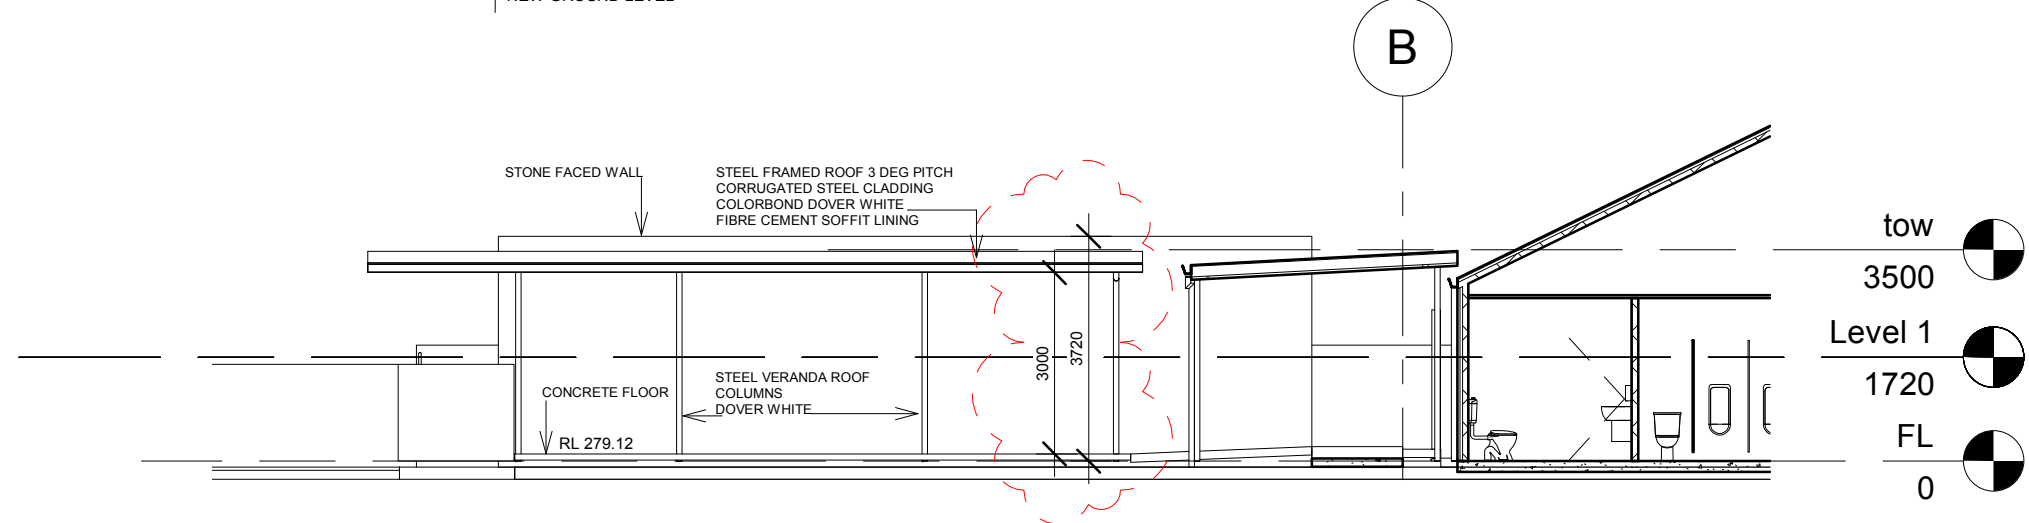 B
STONE FACED WALL
STEEL FRAMED ROOF 3 DEG PITCH
CORRUGATED STEEL CLADDING
COLORBOND DOVER WHITE
FIBRE CEMENT SOFFIT LINING
tow
3500
Level 1
1720
FL
0
3000
3720
STEEL VERANDA ROOF
COLUMNS
DOVER WHITE
CONCRETE FLOOR
RL 279.12